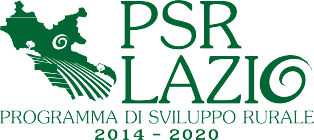 PSR
LAZIO
PROGRAMMA DI SVILUPPO RURALE
2014 - 2020